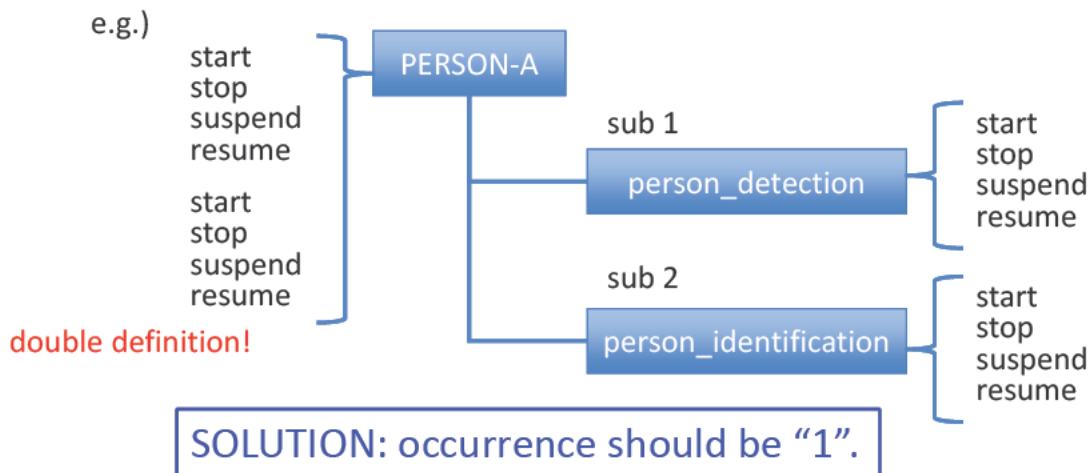 e.g.)
start
stop
suspend
resume
start
stop
suspend
resume
double definition!
PERSON-A
sub 1
person_detection
start
stop
suspend
resume
sub 2
person_identification
start
stop
suspend
resume
SOLUTION: occurrence should be “1”.